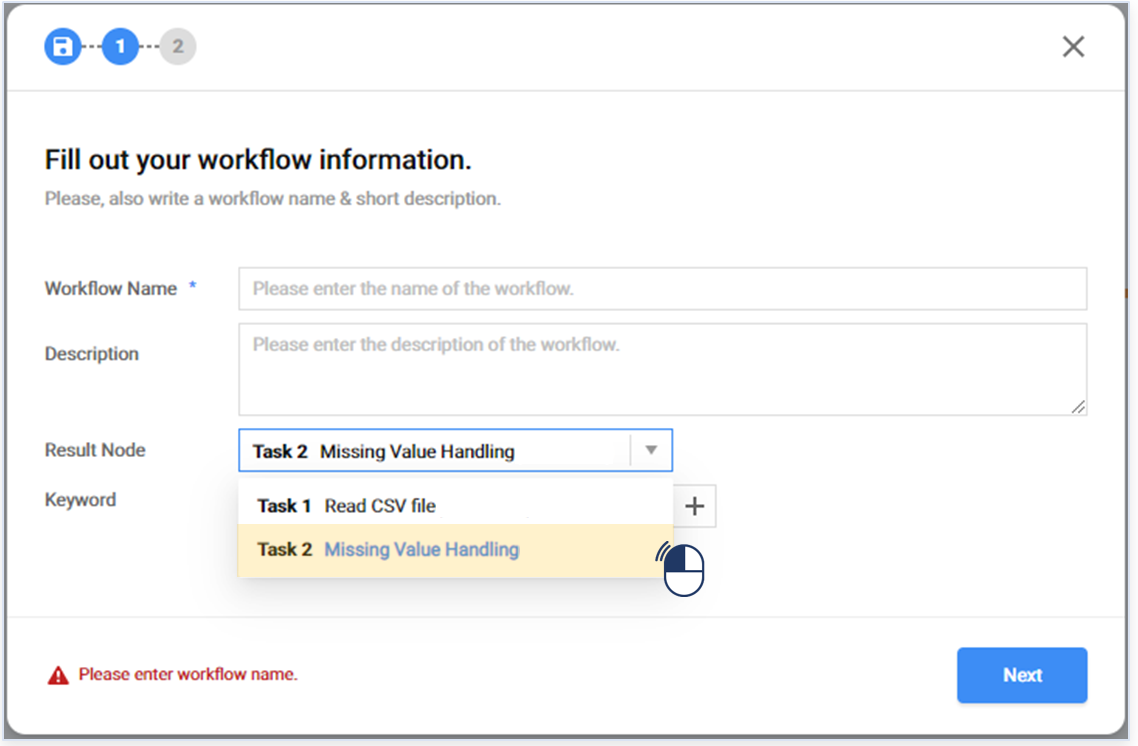 1 2
Fill out your workflow information.
Please, also write a workflow name & short description.
Workflow Name * Please enter the name of the workflow.
Description Please enter the description of the workflow.
Result Node Task 2 Missing Value Handling
Keyword Task 1 Read CSV file +
Task 2 Missing Value Handling
Please enter workflow name.
Next